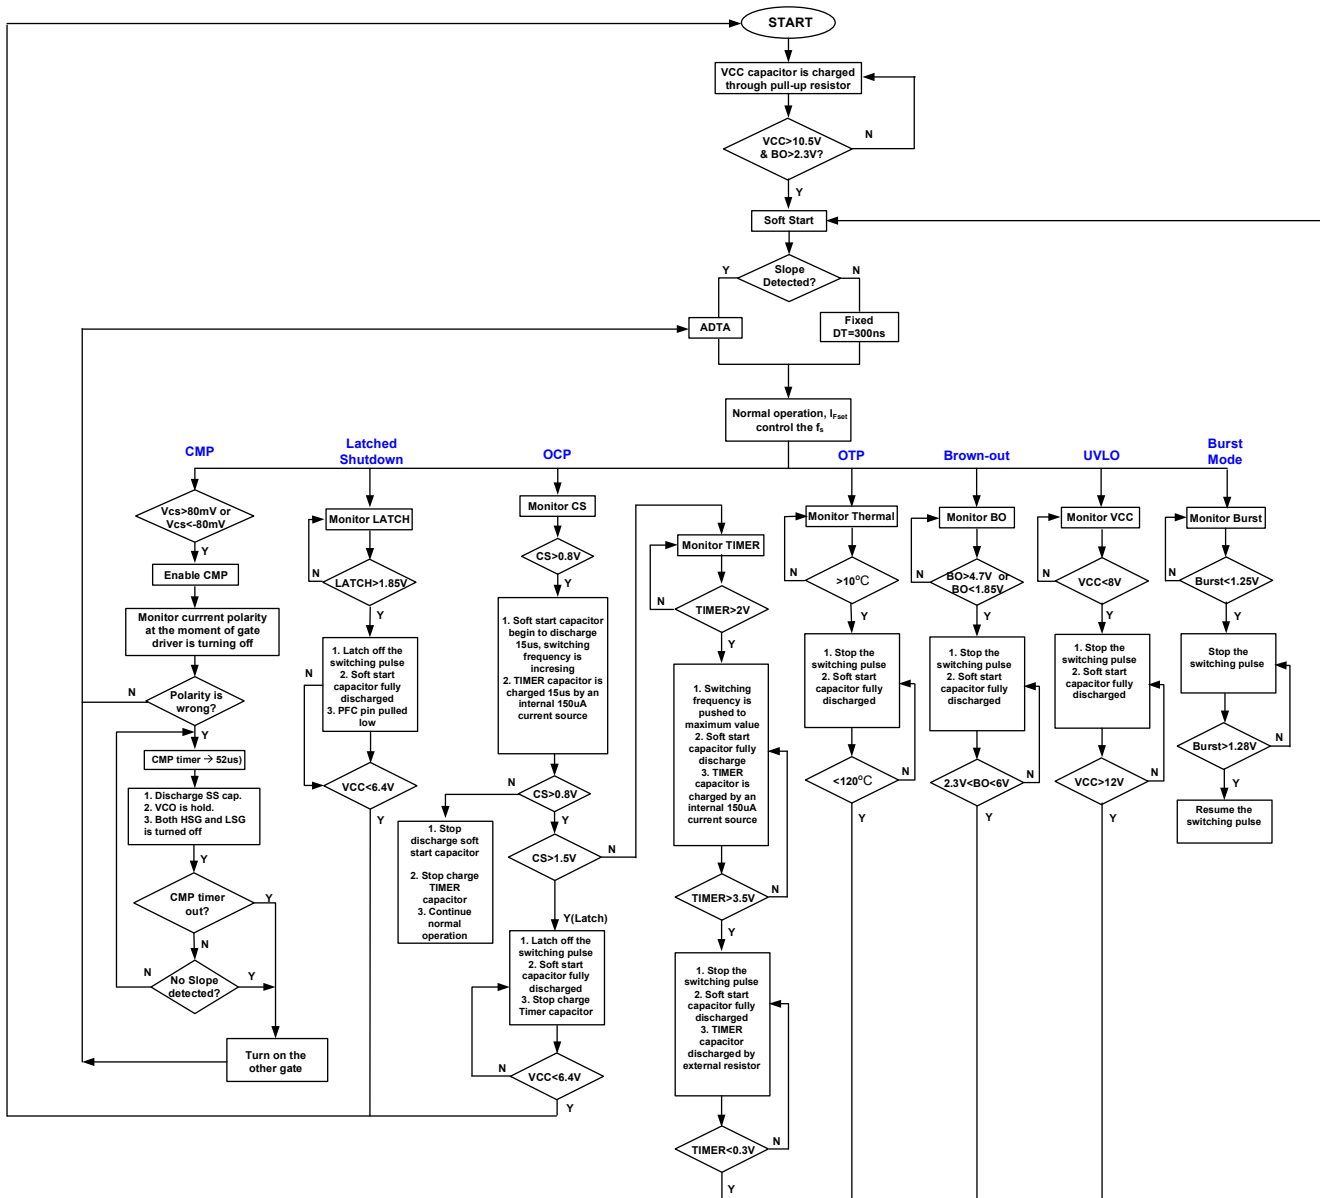 START
VCC capacitor is charged
through pull-up resistor
N
VCC>10.5V
& BO>2.3V?
Y
Soft Start
Y
Slope
Detected?
N
ADTA
Fixed
DT=300ns
Normal operation, IFset
control the fs
CMP
Vcs>80mV or
Vcs<-80mV
Y
Enable CMP
Monitor currrent polarity
at the moment of gate
driver is turning off
N
Polarity is
wrong?
Y
CMP timer → 52us)
1. Discharge SS cap.
2. VCO is hold.
3. Both HSG and LSG
is turned off
Y
CMP timer
out?
Y
N
N
No Slope
detected?
Y
Turn on the
other gate
Latched
Shutdown
Monitor LATCH
N
LATCH>1.85V
Y
1. Latch off the
switching pulse
2. Soft start
capacitor fully
discharged
3. PFC pin pulled
low
N
VCC<6.4V
Y
OCP
Monitor CS
CS>0.8V
Y
1. Soft start capacitor
begin to discharge
15us, switching
frequency is
incresing
2. TIMER capacitor is
charged 15us by an
internal 150uA
current source
N
CS>0.8V
Y
1. Stop
discharge soft
start capacitor
2. Stop charge
TIMER
capacitor
3. Continue
normal
operation
CS>1.5V
N
Y(Latch)
1. Latch off the
switching pulse
2. Soft start
capacitor fully
discharged
3. Stop charge
Timer capacitor
N
VCC<6.4V
Y
Monitor TIMER
N
TIMER>2V
Y
1. Switching
frequency is
pushed to
maximum value
2. Soft start
capacitor fully
discharge
3. TIMER
capacitor is
charged by an
internal 150uA
current source
TIMER>3.5V
N
Y
1. Stop the
switching pulse
2. Soft start
capacitor fully
discharged
3. TIMER
capacitor
discharged by
external resistor
TIMER<0.3V
N
Y
OTP
Monitor Thermal
N
>10°C
Y
1. Stop the
switching pulse
2. Soft start
capacitor fully
discharged
<120°C
N
Y
Brown-out
Monitor BO
N
BO>4.7V or
BO<1.85V
Y
1. Stop the
switching pulse
2. Soft start
capacitor fully
discharged
2.3V<BO<6V
N
Y
UVLO
Monitor VCC
N
VCC<8V
Y
1. Stop the
switching pulse
2. Soft start
capacitor fully
discharged
VCC>12V
N
Y
Burst
Mode
Monitor Burst
N
Burst<1.25V
Y
Stop the
switching pulse
Burst>1.28V
N
Y
Resume the
switching pulse